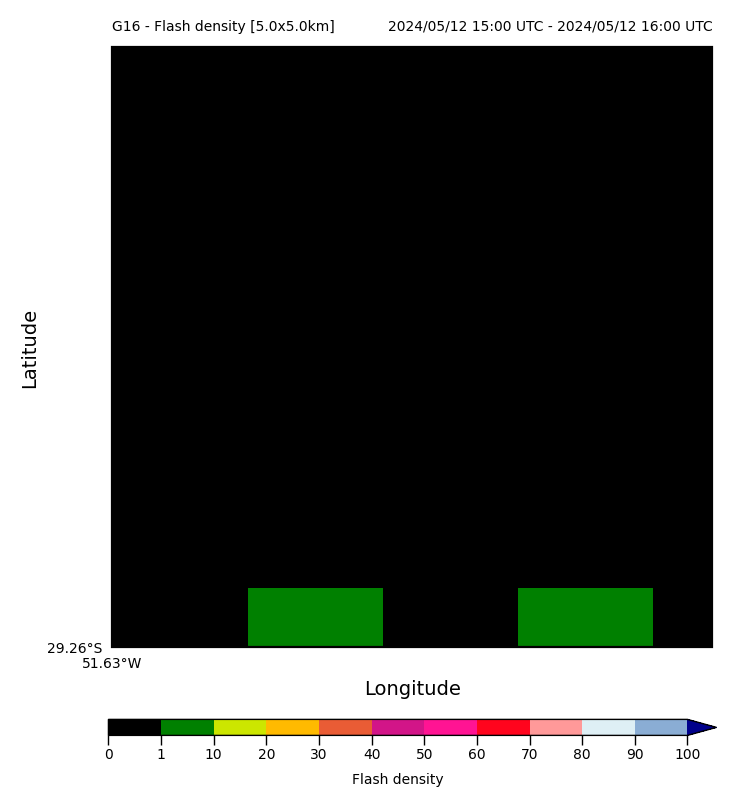 G16 - Flash density [5.0x5.0km] 2024/05/12 15:00 UTC - 2024/05/12 16:00 UTC
Latitude
29.26°S
51.63°W
Longitude
0 1 10 20 30 40 50 60 70 80 90 100
Flash density